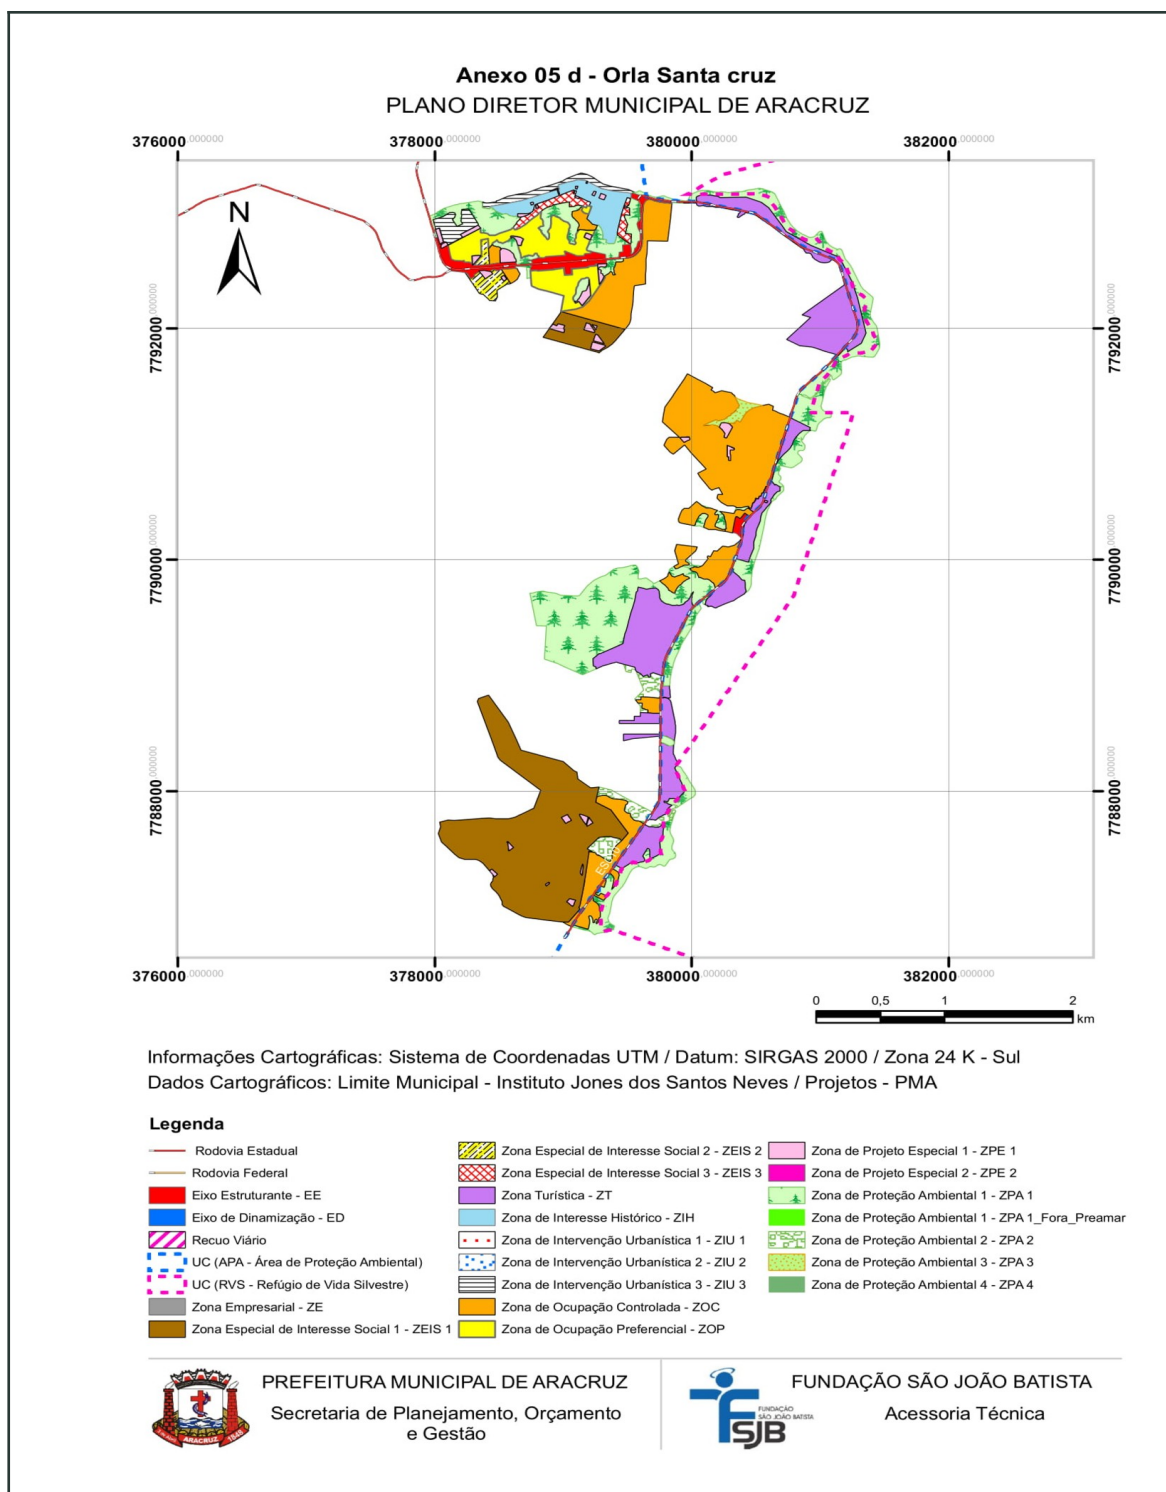 Anexo 05 d - Orla Santa cruz
PLANO DIRETOR MUNICIPAL DE ARACRUZ
376000,000000 378000,000000 380000,000000 382000,000000
N
7792000,000000 7792000,000000
7790000,000000 7790000,000000
7788000,000000 7788000,000000
376000,000000 378000,000000 380000,000000 382000,000000
0 0,5 1 2
km
Informações Cartográficas: Sistema de Coordenadas UTM / Datum: SIRGAS 2000 / Zona 24 K - Sul
Dados Cartográficos: Limite Municipal - Instituto Jones dos Santos Neves / Projetos - PMA
Legenda
Rodovia Estadual
Rodovia Federal
Eixo Estruturante - EE
Eixo de Dinamização - ED
Recuo Viário
UC (APA - Área de Proteção Ambiental)
UC (RVS - Refúgio de Vida Silvestre)
Zona Empresarial - ZE
Zona Especial de Interesse Social 1 - ZEIS 1
Zona Especial de Interesse Social 2 - ZEIS 2
Zona Especial de Interesse Social 3 - ZEIS 3
Zona Turística - ZT
Zona de Interesse Histórico - ZIH
Zona de Intervenção Urbanística 1 - ZIU 1
Zona de Intervenção Urbanística 2 - ZIU 2
Zona de Intervenção Urbanística 3 - ZIU 3
Zona de Ocupação Controlada - ZOC
Zona de Ocupação Preferencial - ZOP
Zona de Projeto Especial 1 - ZPE 1
Zona de Projeto Especial 2 - ZPE 2
Zona de Proteção Ambiental 1 - ZPA 1
Zona de Proteção Ambiental 1 - ZPA 1_Fora_Preamar
Zona de Proteção Ambiental 2 - ZPA 2
Zona de Proteção Ambiental 3 - ZPA 3
Zona de Proteção Ambiental 4 - ZPA 4
ARACRUZ
1848
PREFEITURA MUNICIPAL DE ARACRUZ
Secretaria de Planejamento, Orçamento
e Gestão
FUNDAÇÃO
SÃO JOÃO BATISTA
FSJB
FUNDAÇÃO SÃO JOÃO BATISTA
Acessoria Técnica